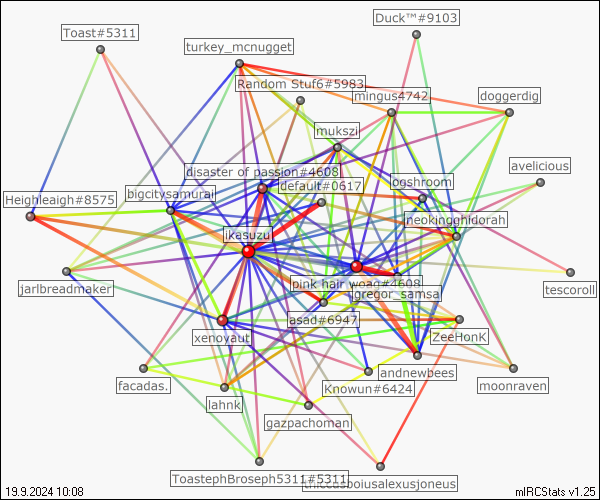 Duck™#9103
Toast#5311
turkey_mcnugget
Random Stuf6#5983
mingus4742
doggerdig
mukszi
avelicious
disaster of passion#4608
default#0617
ogshroom
bigcitysamurai
Heighleaigh#8575
neokingghidorah
ikasuzu
pink hair woag#4608
tescoroll
jarlbreadmaker
gregor_samsa
asad#6947
xenoyaut
ZeeHonK
andnewbees
moonraven
facadas.
Knowun#6424
lahnk
gazpachoman
ToastephBroseph5311#5311
thiccusboiusalexusjoneus
19.9.2024 10:08
mIRCStats v1.25